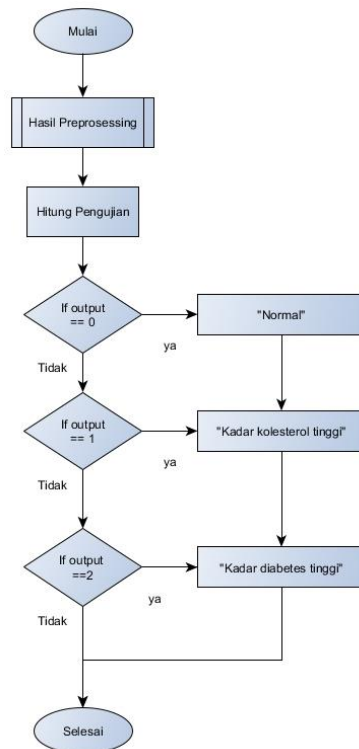 Mulai
Hasil Preprosessing
Hitung Pengujian
If output
== 0
ya
"Normal"
Tidak
If output
== 1
ya
"Kadar kolesterol tinggi"
Tidak
If output
==2
ya
"Kadar diabetes tinggi"
Tidak
Selesai